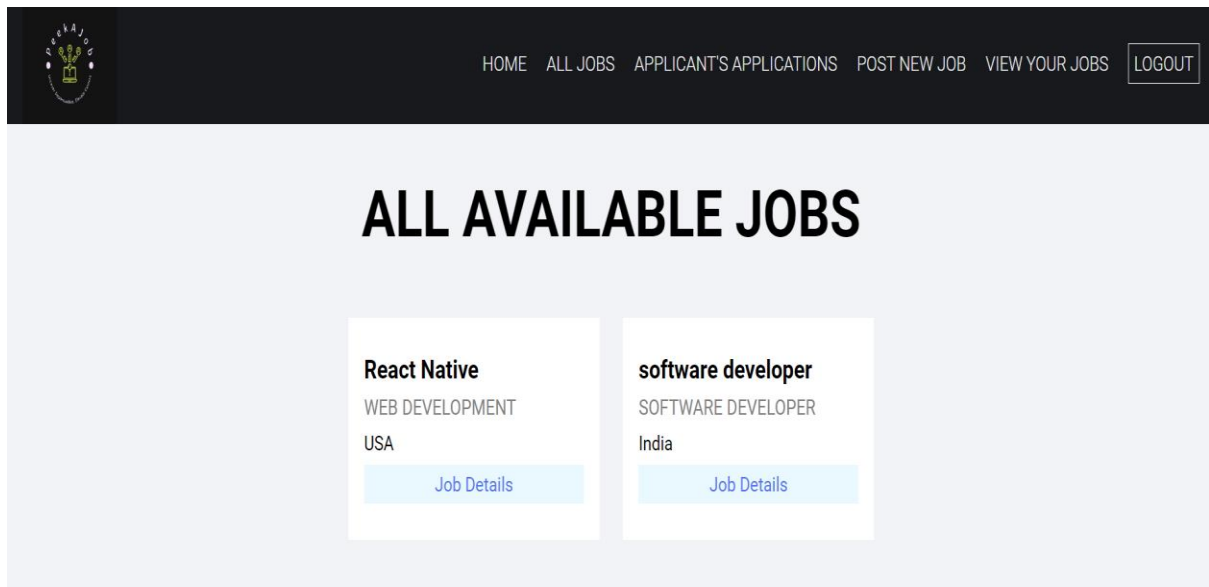 PeekAJob
HOME ALL JOBS APPLICANT'S APPLICATIONS POST NEW JOB VIEW YOUR JOBS LOGOUT
ALL AVAILABLE JOBS
React Native
WEB DEVELOPMENT
USA
Job Details
software developer
SOFTWARE DEVELOPER
India
Job Details